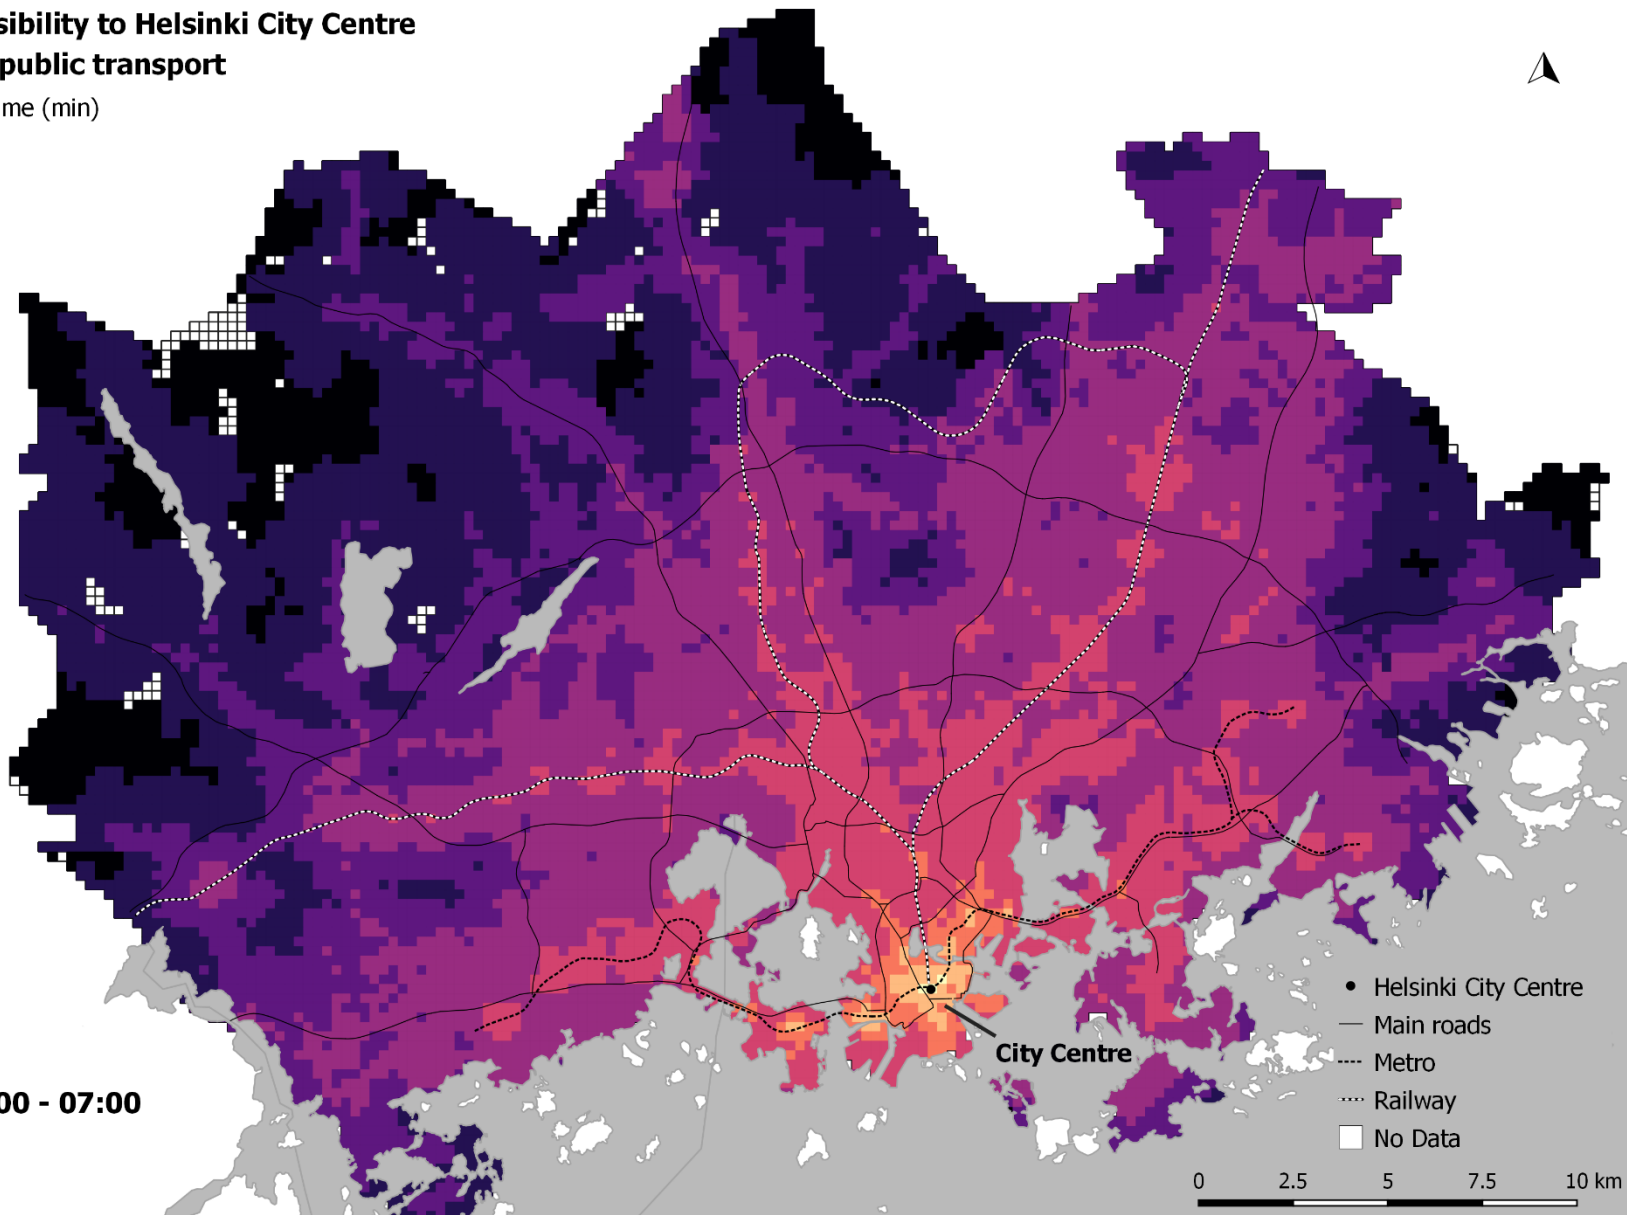 sibility to Helsinki City Centre
public transport
me (min)
City Centre
00 - 07:00
Helsinki City Centre
Main roads
Metro
Railway
No Data
0 2.5 5 7.5 10 km